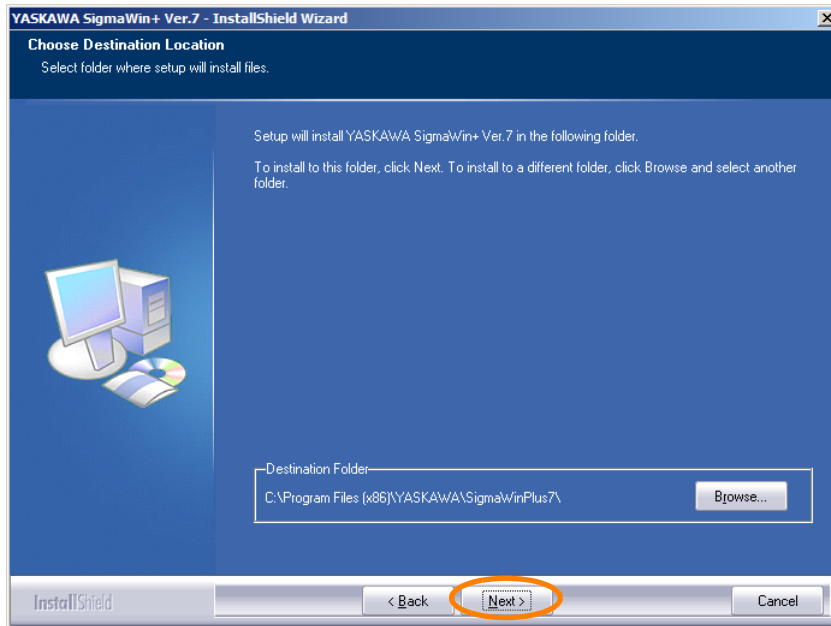 YASKAWA SigmaWin+ Ver.7 - InstallShield Wizard
Choose Destination Location
Select folder where setup will install files.
Setup will install YASKAWA SigmaWin+ Ver.7 in the following folder.
To install to this folder, click Next. To install to a different folder, click Browse and select another
folder.
Destination Folder
C:\Program Files (x86)\YASKAWA\SigmaWinPlus7\
Browse...
InstallShield
< Back
Next >
Cancel